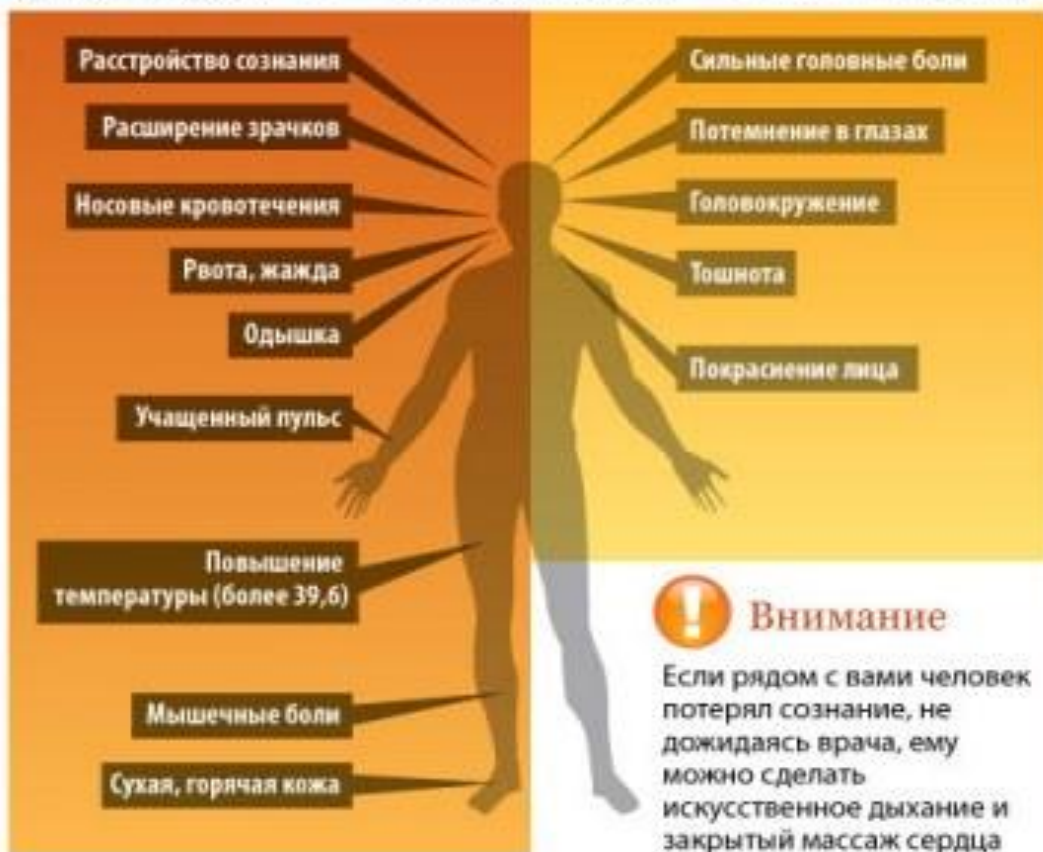 Расстройство сознания
Расширение зрачков
Носовые кровотечения
Рвота, жажда
Одышка
Учащенный пульс
Повышение
температуры (более 39,6)
Мышечные боли
Сухая, горячая кожа
Сильные головные боли
Потемнение в глазах
Головокружение
Тошнота
Покраснение лица
Внимание
Если рядом с вами человек
потерял сознание, не
дожидаясь врача, ему
можно сделать
искусственное дыхание и
закрытый массаж сердца